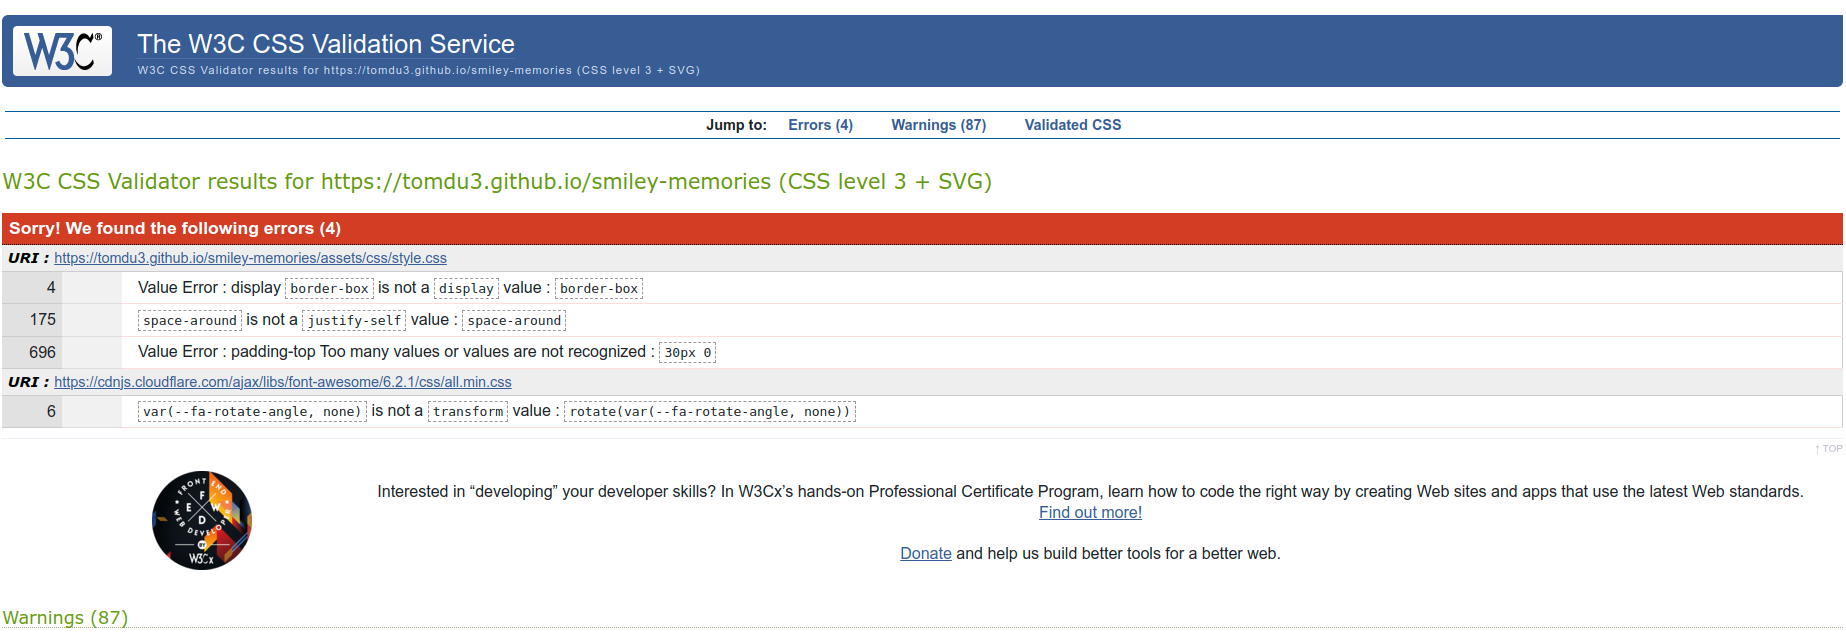 W3C®
The W3C CSS Validation Service
W3C CSS Validator results for https://tomdu3.github.io/smiley-memories (CSS level 3 + SVG)
Jump to: Errors (4) Warnings (87) Validated CSS
W3C CSS Validator results for https://tomdu3.github.io/smiley-memories (CSS level 3 + SVG)
Sorry! We found the following errors (4)
URI : https://tomdu3.github.io/smiley-memories/assets/css/style.css
4 Value Error : display border-box is not a display value : border-box
175 space-around is not a justify-self value : space-around
696 Value Error : padding-top Too many values or values are not recognized : 30px 0
URI : https://cdnjs.cloudflare.com/ajax/libs/font-awesome/6.2.1/css/all.min.css
6 var(--fa-rotate-angle, none) is not a transform value : rotate(var(--fa-rotate-angle, none))
↑ TOP
FRONT END
F
E W
D
WEB DEVELOPER
BY
W3Cx
Interested in “developing” your developer skills? In W3Cx’s hands-on Professional Certificate Program, learn how to code the right way by creating Web sites and apps that use the latest Web standards.
Find out more!
Donate and help us build better tools for a better web.
Warnings (87)